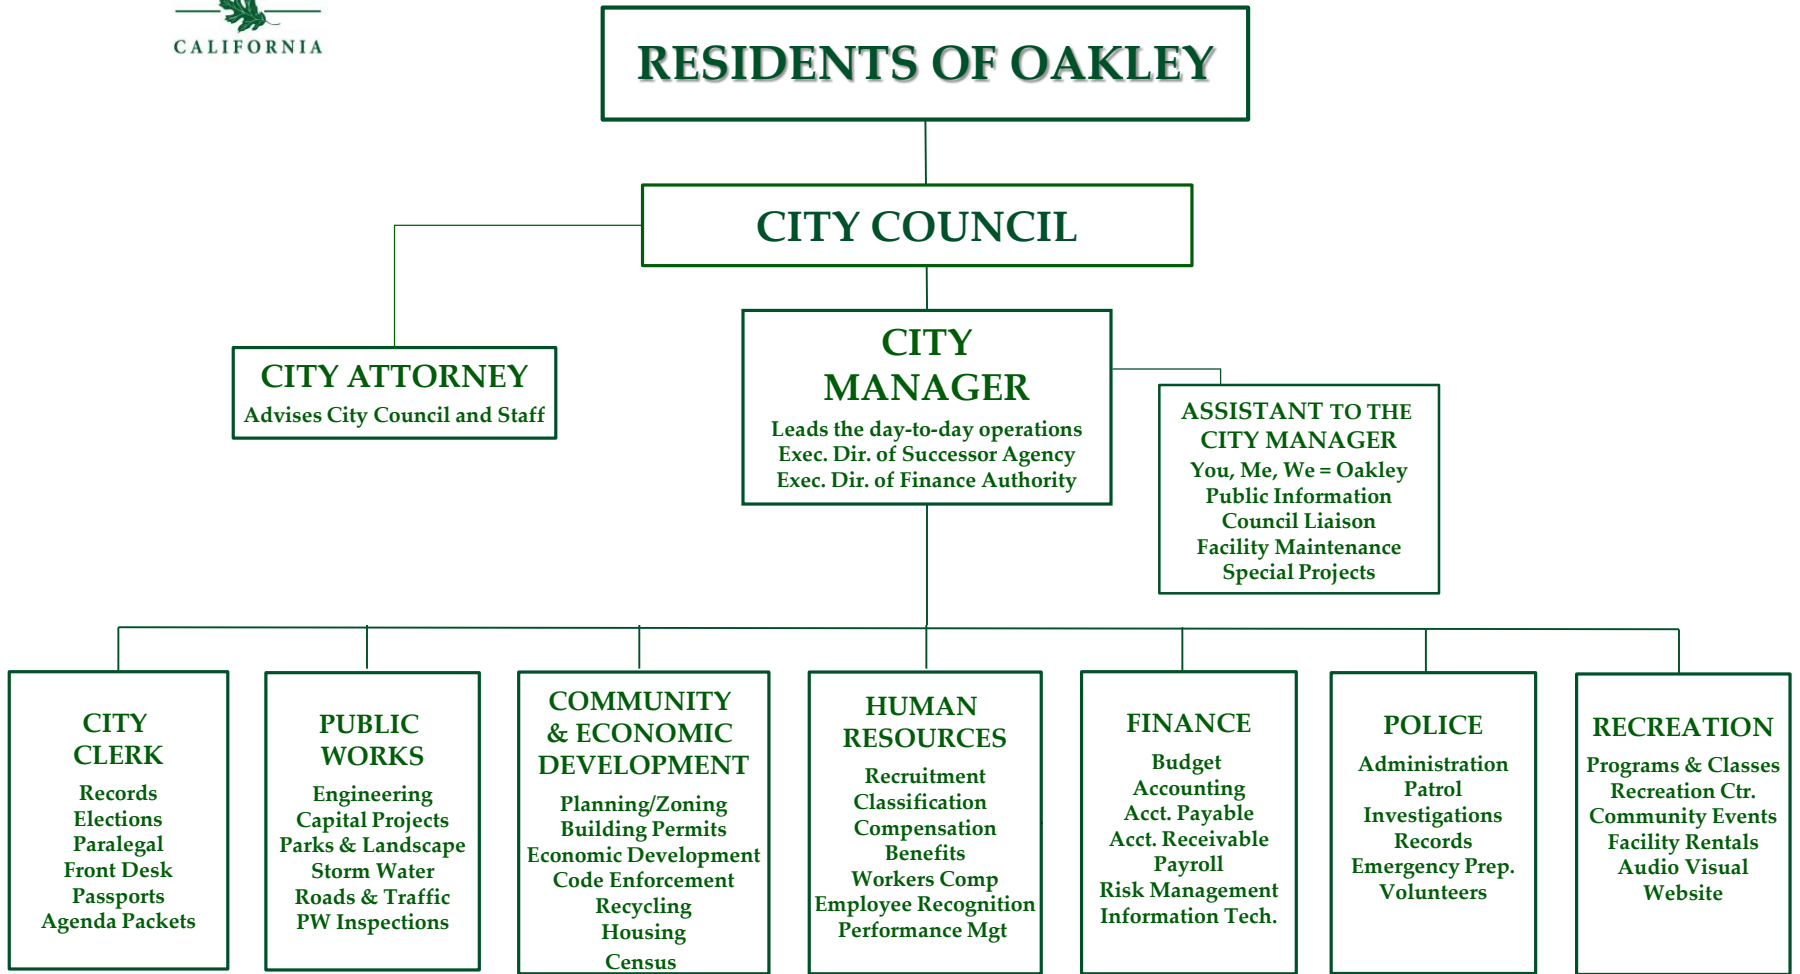 CALIFORNIA
RESIDENTS OF OAKLEY
CITY COUNCIL
CITY ATTORNEY
Advises City Council and Staff
CITY
MANAGER
Leads the day-to-day operations
Exec. Dir. of Successor Agency
Exec. Dir. of Finance Authority
ASSISTANT TO THE
CITY MANAGER
You, Me, We = Oakley
Public Information
Council Liaison
Facility Maintenance
Special Projects
CITY
CLERK
Records
Elections
Paralegal
Front Desk
Passports
Agenda Packets
PUBLIC
WORKS
Engineering
Capital Projects
Parks & Landscape
Storm Water
Roads & Traffic
PW Inspections
COMMUNITY
& ECONOMIC
DEVELOPMENT
Planning/Zoning
Building Permits
Economic Development
Code Enforcement
Recycling
Housing
Census
HUMAN
RESOURCES
Recruitment
Classification
Compensation
Benefits
Workers Comp
Employee Recognition
Performance Mgt
FINANCE
Budget
Accounting
Acct. Payable
Acct. Receivable
Payroll
Risk Management
Information Tech.
POLICE
Administration
Patrol
Investigations
Records
Emergency Prep.
Volunteers
RECREATION
Programs & Classes
Recreation Ctr.
Community Events
Facility Rentals
Audio Visual
Website